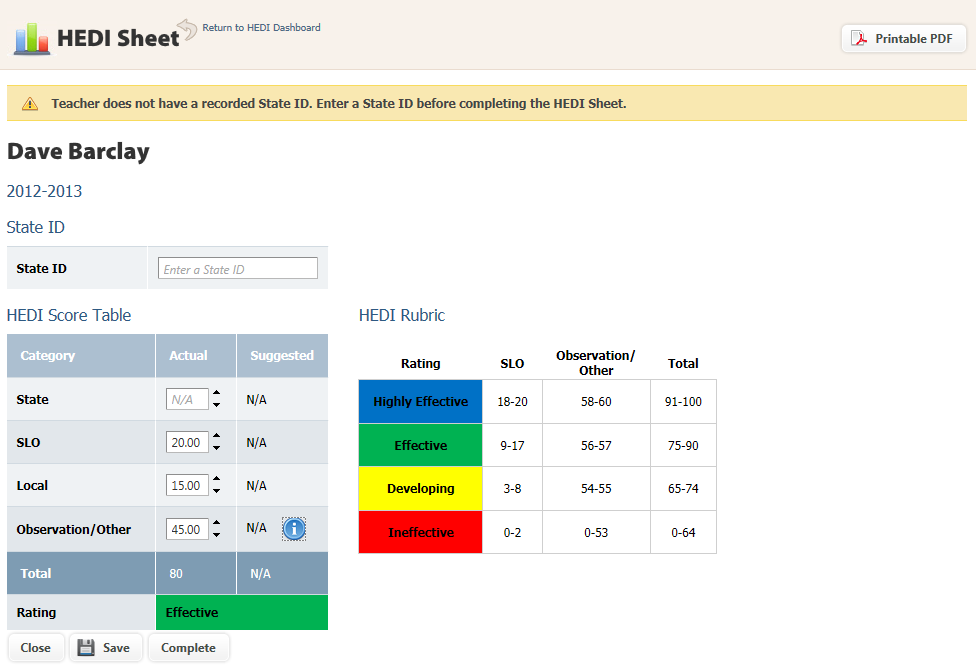 HEDI Sheet
Return to HEDI Dashboard
Printable PDF
Teacher does not have a recorded State ID. Enter a State ID before completing the HEDI Sheet.
Dave Barclay
2012-2013
State ID
State ID Enter a State ID
HEDI Score Table
Category Actual Suggested
State N/A N/A
SLO 20.00 N/A
Local 15.00 N/A
Observation/Other 45.00 N/A
Total 80 N/A
Rating Effective
Close Save Complete
HEDI Rubric
Rating SLO Observation/ Total
Other
Highly Effective 18-20 58-60 91-100
Effective 9-17 56-57 75-90
Developing 3-8 54-55 65-74
Ineffective 0-2 0-53 0-64